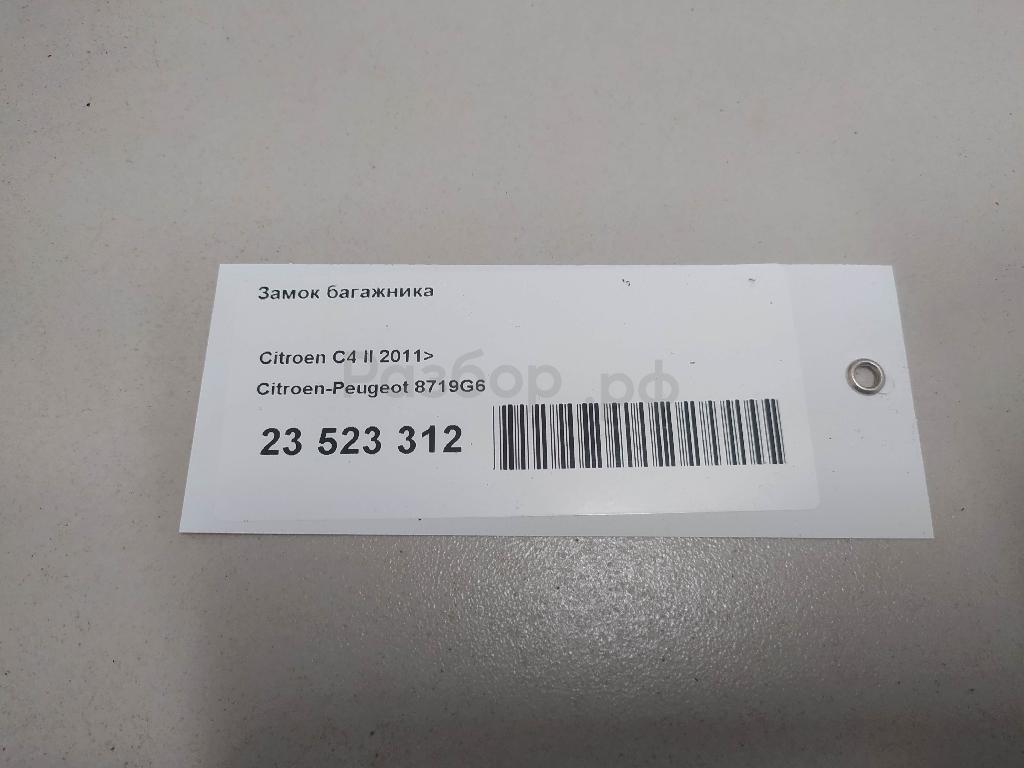 Замок багажника
Citroen C4 II 2011>
Разбор.рф
Citroen-Peugeot 8719G6
23 523 312